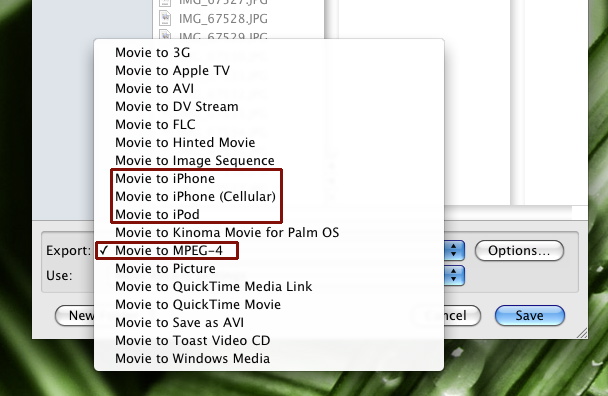 IMG_67527.JPG
IMG_67528.JPG
IMG_67529.JPG
Movie to 3G
Movie to Apple TV
Movie to AVI
Movie to DV Stream
Movie to FLC
Movie to Hinted Movie
Movie to Image Sequence
Movie to iPhone
Movie to iPhone (Cellular)
Movie to iPod
Movie to Kinoma Movie for Palm OS
Export: ✓ Movie to MPEG-4 Options...
Movie to Picture
Use:
Movie to QuickTime Media Link
Movie to QuickTime Movie
New Save
Movie to Save as AVI
Movie to Toast Video CD
Movie to Windows Media